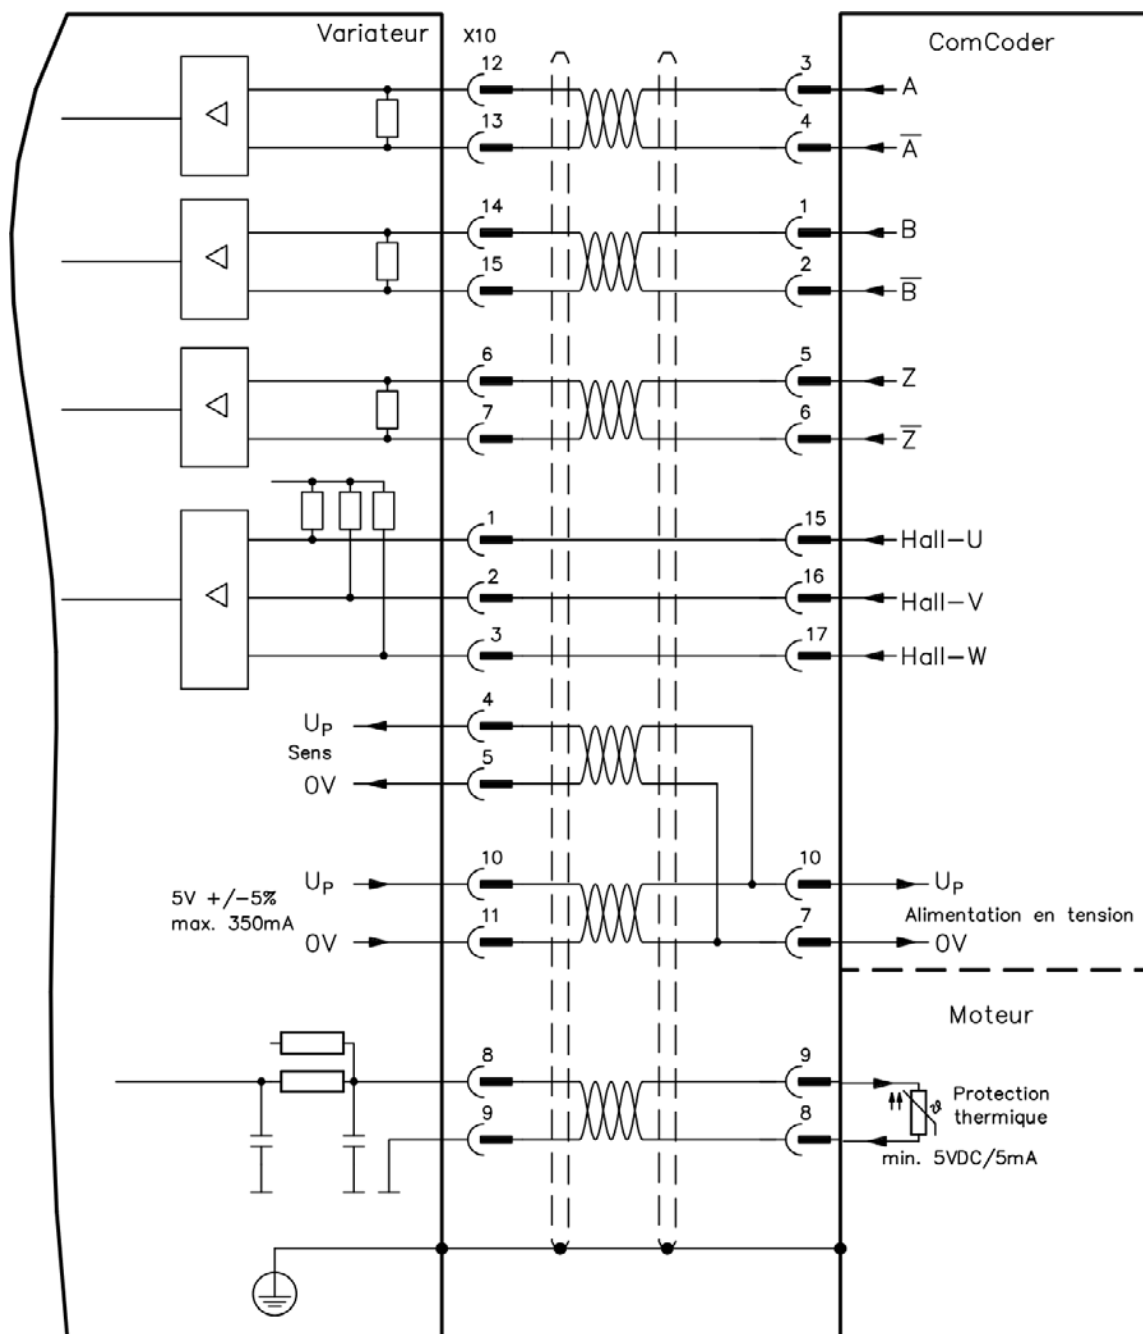 Variateur X10 ComCoder
12 3 A
13 4 A̅
14 1 B
15 2 B̅
6 5 Z
7 6 Z̅
1 15 Hall-U
2 16 Hall-V
3 17 Hall-W
4
UP
Sens
5
0V
10 10
UP UP
5V +/-5%
max. 350mA
Alimentation en tension
11 7
0V 0V
Moteur
8 9
Protection
thermique
9 8
min. 5VDC/5mA